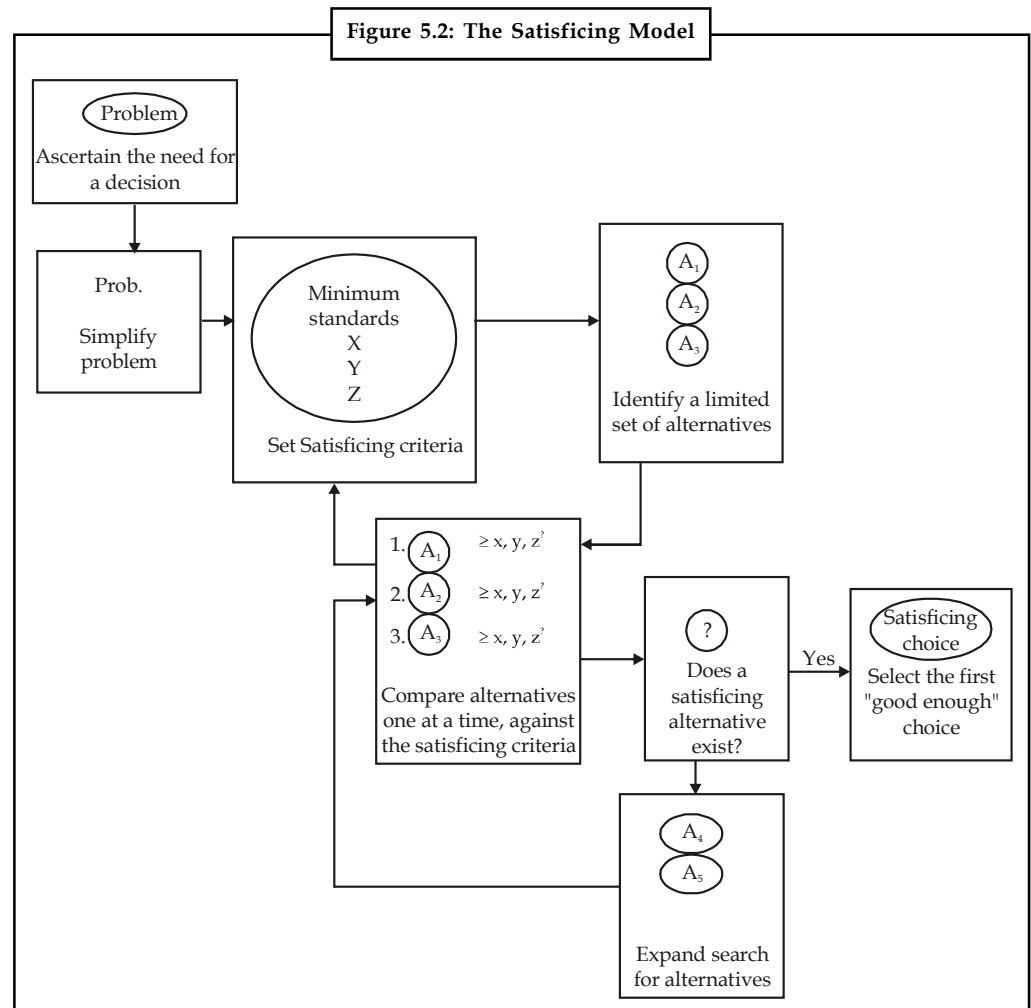 Figure 5.2: The Satisficing Model
Problem
Ascertain the need for
a decision
Prob.
Simplify
problem
Minimum
standards
X
Y
Z
Set Satisficing criteria
A₁
A₂
A₃
Identify a limited
set of alternatives
1. A₁ ≥ x, y, z?
2. A₂ ≥ x, y, z?
3. A₃ ≥ x, y, z?
Compare alternatives
one at a time, against
the satisficing criteria
?
Does a
satisficing
alternative
exist?
Yes
Satisficing
choice
Select the first
"good enough"
choice
A₄
A₅
Expand search
for alternatives